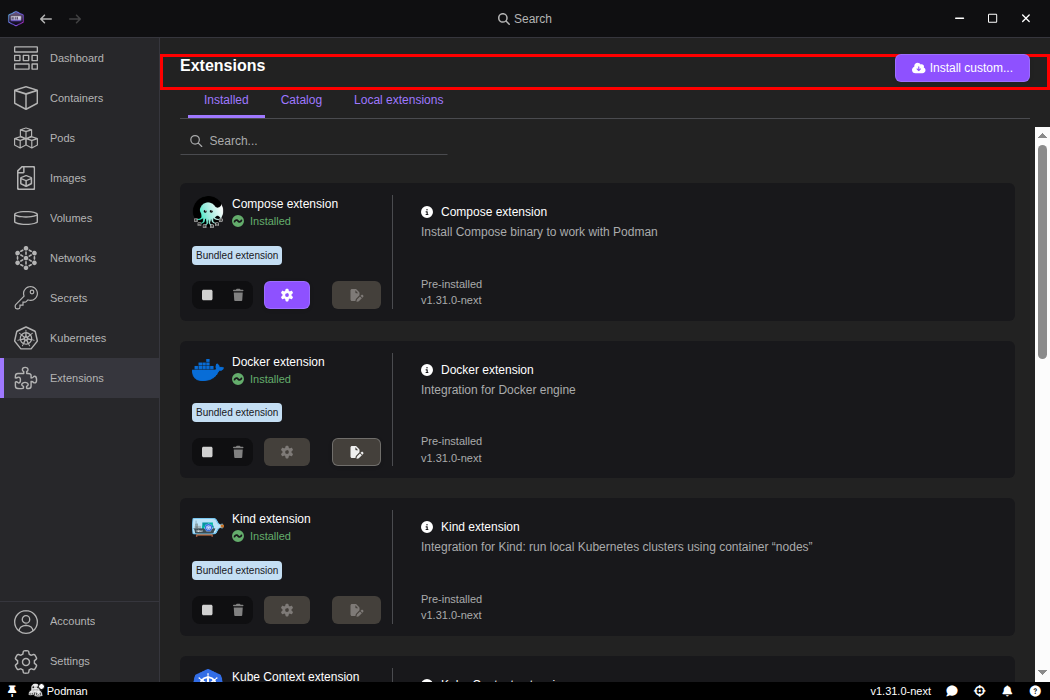 Search
Dashboard
Containers
Pods
Images
Volumes
Networks
Secrets
Kubernetes
Extensions
Accounts
Settings
Extensions
Install custom...
Installed
Catalog
Local extensions
Search...
Compose extension
Installed
Bundled extension
Compose extension
Install Compose binary to work with Podman
Pre-installed
v1.31.0-next
Docker extension
Installed
Bundled extension
Docker extension
Integration for Docker engine
Pre-installed
v1.31.0-next
Kind extension
Installed
Bundled extension
Kind extension
Integration for Kind: run local Kubernetes clusters using container “nodes”
Pre-installed
v1.31.0-next
Kube Context extension
Podman
v1.31.0-next